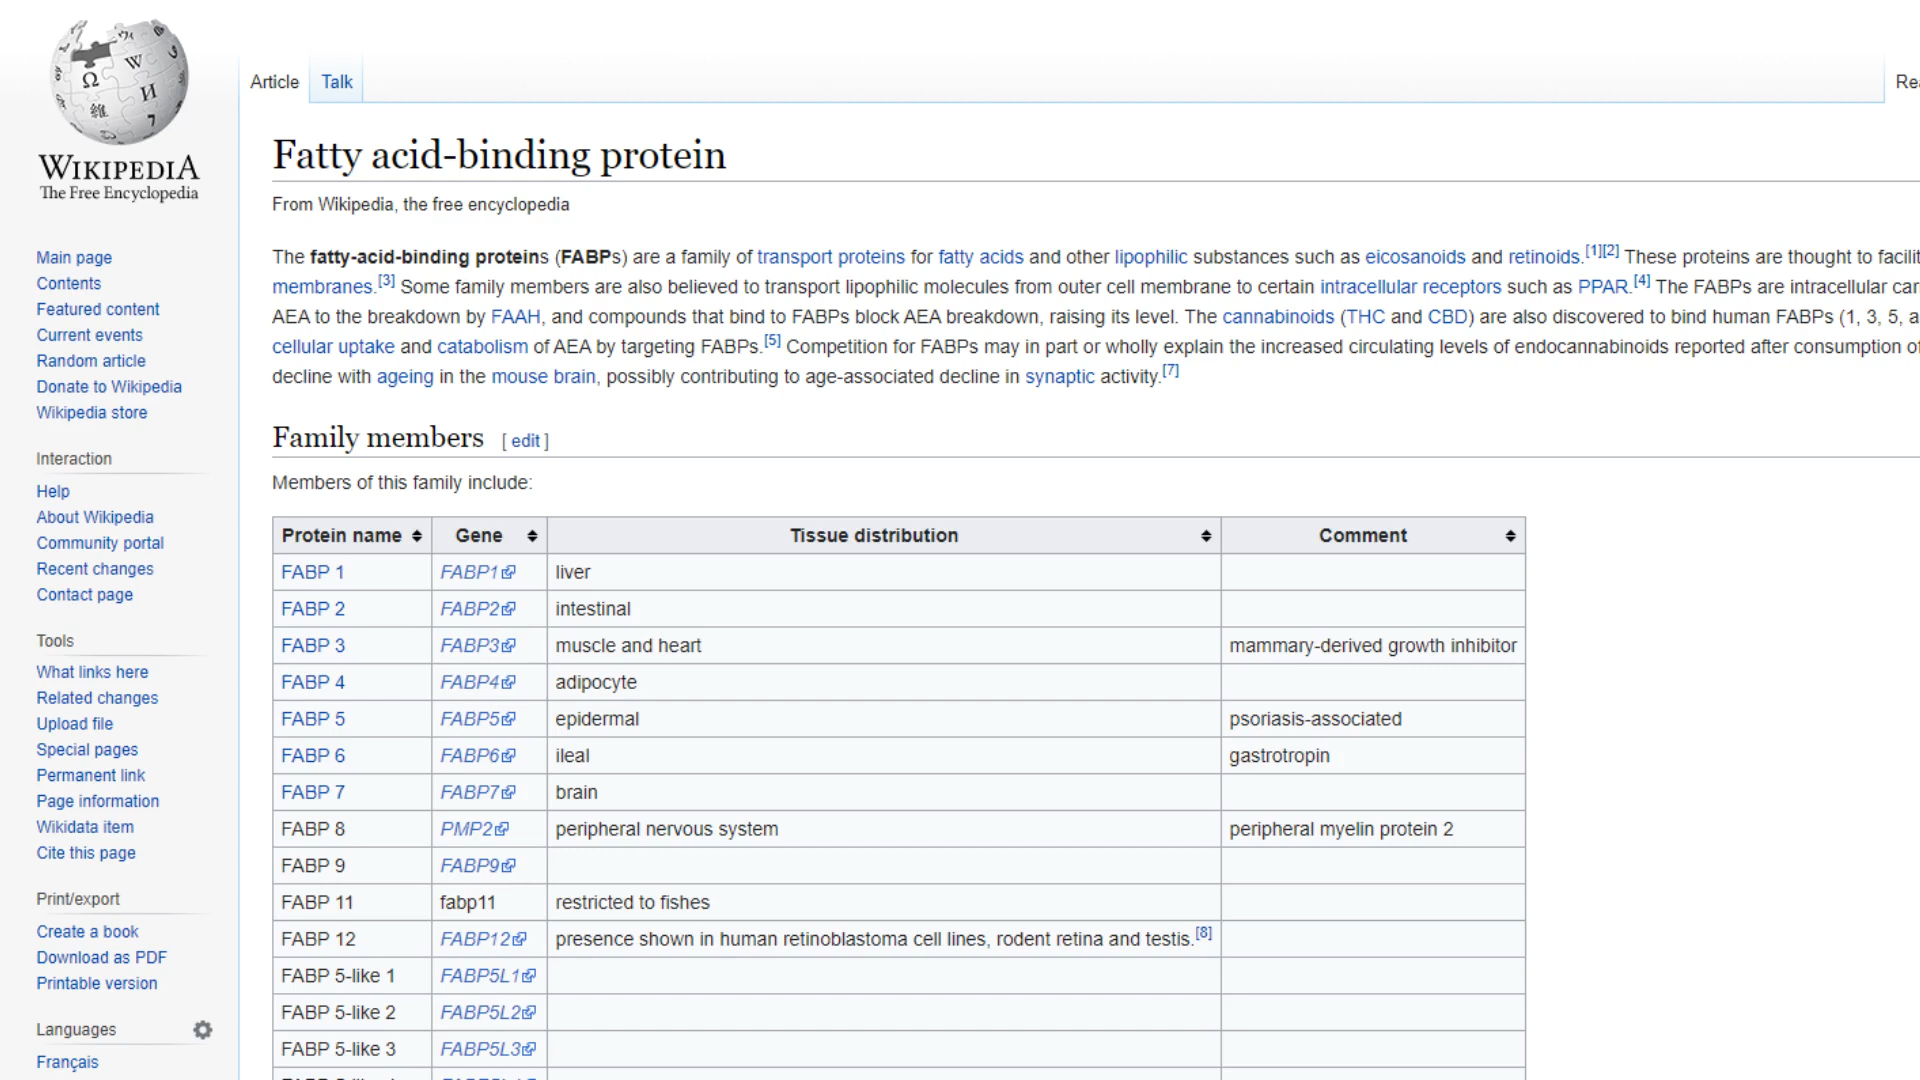 WIKIPEDIA
The Free Encyclopedia
Main page
Contents
Featured content
Current events
Random article
Donate to Wikipedia
Wikipedia store
Interaction
Help
About Wikipedia
Community portal
Recent changes
Contact page
Tools
What links here
Related changes
Upload file
Special pages
Permanent link
Page information
Wikidata item
Cite this page
Print/export
Create a book
Download as PDF
Printable version
Languages
Français
Article Talk
Fatty acid-binding protein
From Wikipedia, the free encyclopedia
The fatty-acid-binding proteins (FABPs) are a family of transport proteins for fatty acids and other lipophilic substances such as eicosanoids and retinoids.[1][2] These proteins are thought to
membranes.[3] Some family members are also believed to transport lipophilic molecules from outer cell membrane to certain intracellular receptors such as PPAR.[4] The FABPs are intracellular
AEA to the breakdown by FAAH, and compounds that bind to FABPs block AEA breakdown, raising its level. The cannabinoids (THC and CBD) are also discovered to bind human FABPs (1, 3, 5,
cellular uptake and catabolism of AEA by targeting FABPs.[5] Competition for FABPs may in part or wholly explain the increased circulating levels of endocannabinoids reported after consumption of
decline with ageing in the mouse brain, possibly contributing to age-associated decline in synaptic activity.[7]
Family members [ edit ]
Members of this family include:
Protein name Gene Tissue distribution Comment
FABP 1 FABP1 liver
FABP 2 FABP2 intestinal
FABP 3 FABP3 muscle and heart mammary-derived growth inhibitor
FABP 4 FABP4 adipocyte
FABP 5 FABP5 epidermal psoriasis-associated
FABP 6 FABP6 ileal gastrotropin
FABP 7 FABP7 brain
FABP 8 PMP2 peripheral nervous system peripheral myelin protein 2
FABP 9 FABP9
FABP 11 fabp11 restricted to fishes
FABP 12 FABP12 presence shown in human retinoblastoma cell lines, rodent retina and testis.[8]
FABP 5-like 1 FABP5L1
FABP 5-like 2 FABP5L2
FABP 5-like 3 FABP5L3